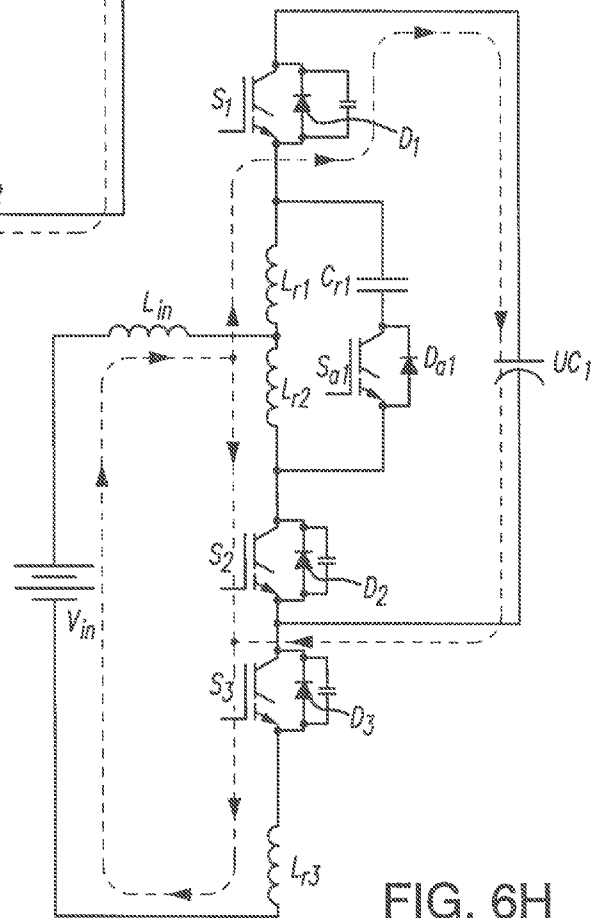 S1
D1
Lr1
Cr1
Lin
Sa1
Da1
UC1
Lr2
S2
D2
Vin
S3
D3
Lr3
FIG. 6H